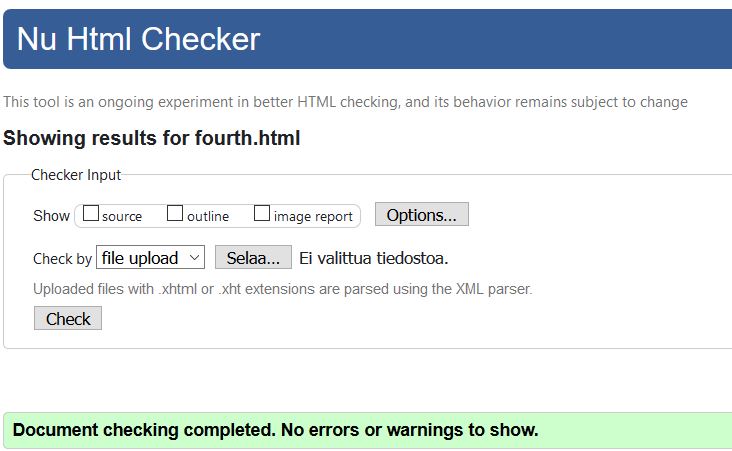 Nu Html Checker
This tool is an ongoing experiment in better HTML checking, and its behavior remains subject to change
Showing results for fourth.html
Checker Input
Show source outline image report Options...
Check by file upload Selaa... Ei valittua tiedostoa.
Uploaded files with .xhtml or .xht extensions are parsed using the XML parser.
Check
Document checking completed. No errors or warnings to show.